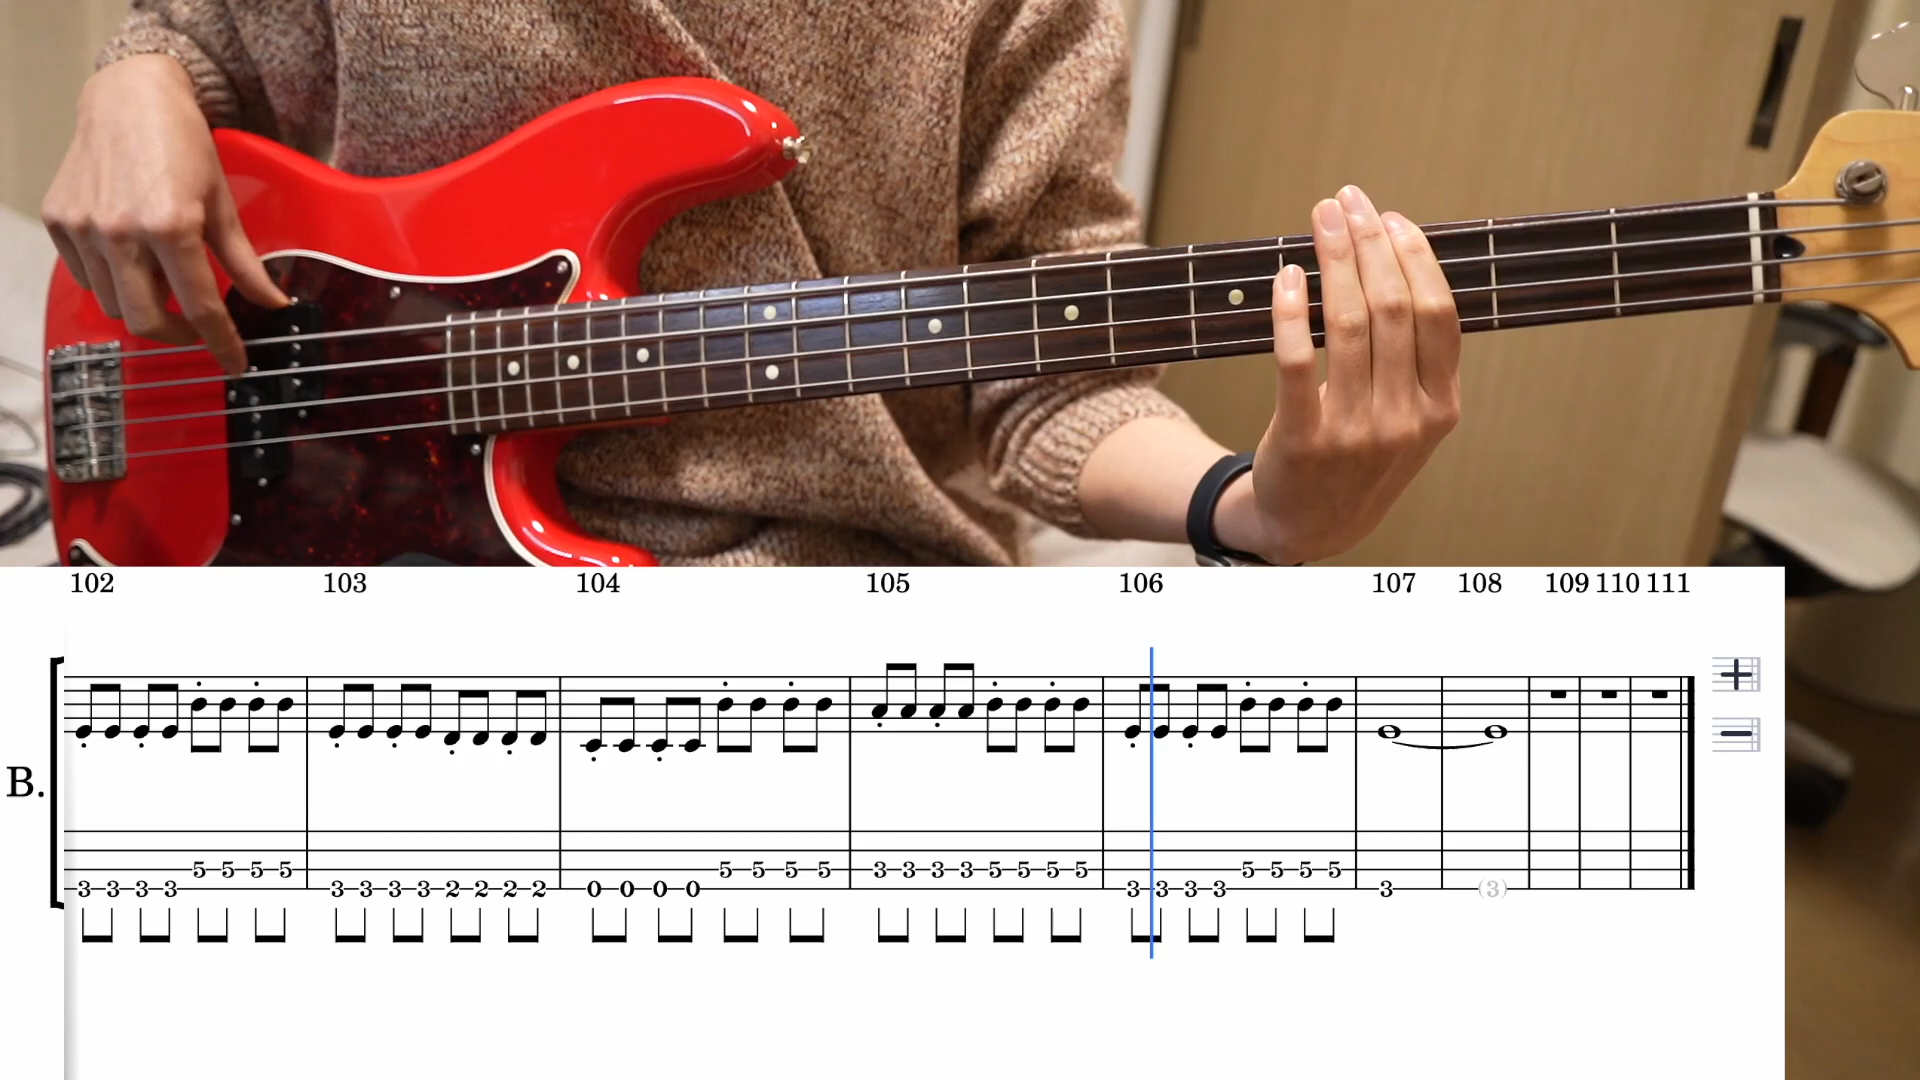 102 103 104 105 106 107 108 109 110 111
B.
5 5 5 5 5 5 5 5 3 3 3 3 5 5 5 5 5 5 5 5
3 3 3 3 3 3 3 3 2 2 2 2 0 0 0 0 3 3 3 3 3 (3)